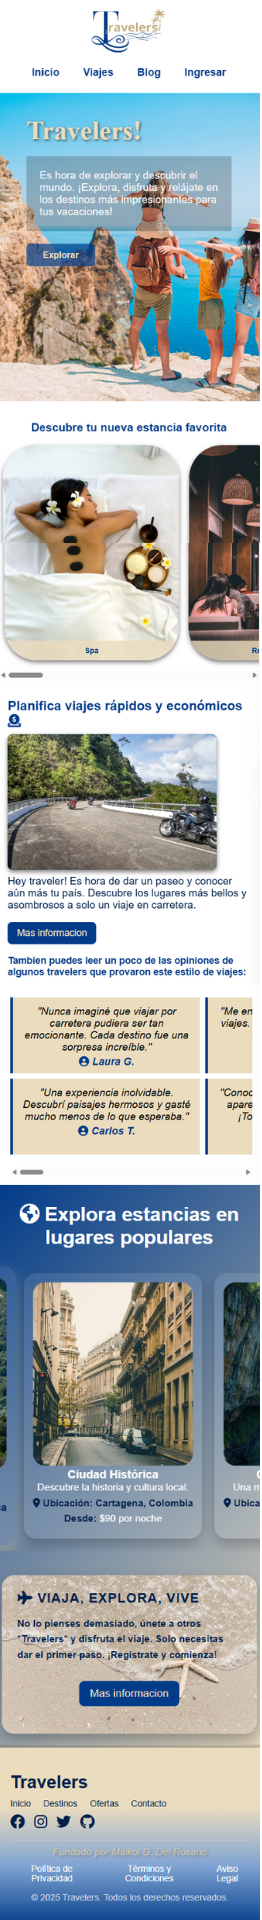 Travelers
Inicio Viajes Blog Ingresar
Travelers!
Es hora de explorar y descubrir el
mundo. ¡Explora, disfruta y relájate en
los destinos más impresionantes para
tus vacaciones!
Explorar
Descubre tu nueva estancia favorita
Spa
Planifica viajes rápidos y económicos
Hey traveler! Es hora de dar un paseo y conocer
aún más tu país. Descubre los lugares más bellos y
asombrosos a solo un viaje en carretera.
Mas informacion
Tambien puedes leer un poco de las opiniones de
algunos travelers que provaron este estilo de viajes:
"Nunca imaginé que viajar por
carretera pudiera ser tan
emocionante. Cada destino fue una
sorpresa increíble."
Laura G.
"Me en
viajes.
"Una experiencia inolvidable.
Descubrí paisajes hermosos y gasté
mucho menos de lo que esperaba."
Carlos T.
"Conoc
apare
¡To
Explora estancias en
lugares populares
Ciudad Histórica
Descubre la historia y cultura local.
Ubicación: Cartagena, Colombia
Desde: $90 por noche
Una m
Ubica
VIAJA, EXPLORA, VIVE
No lo pienses demasiado, únete a otros
"Travelers" y disfruta el viaje. Solo necesitas
dar el primer paso. ¡Registrate y comienza!
Mas informacion
Travelers
Inicio Destinos Ofertas Contacto
Fundado por Maikol G. Del Rosario
Política de
Privacidad
Términos y
Condiciones
Aviso
Legal
© 2025 Travelers. Todos los derechos reservados.